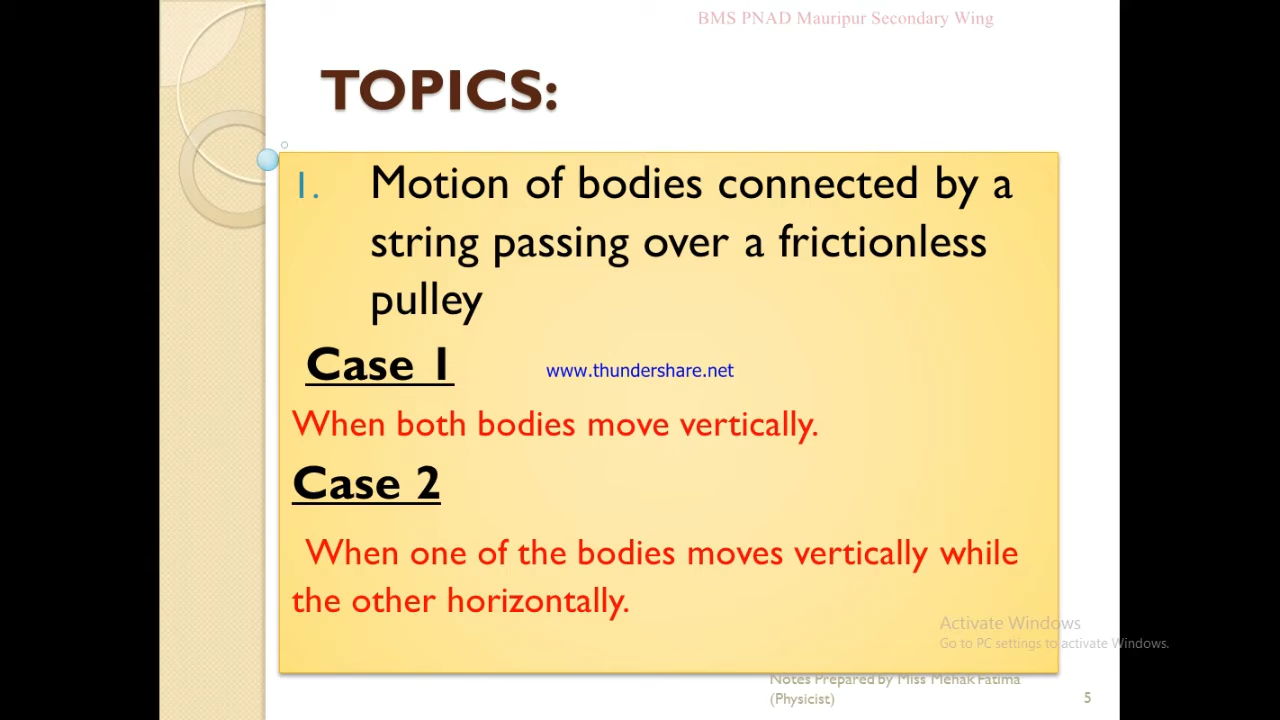 BMS PNAD Mauripur Secondary Wing
TOPICS:
1. Motion of bodies connected by a
string passing over a frictionless
pulley
Case 1
www.thundershare.net
When both bodies move vertically.
Case 2
When one of the bodies moves vertically while
the other horizontally.
Activate Windows
Go to PC settings to activate Windows.
Notes Prepared by Miss Mehak Fatima
(Physicist)
5